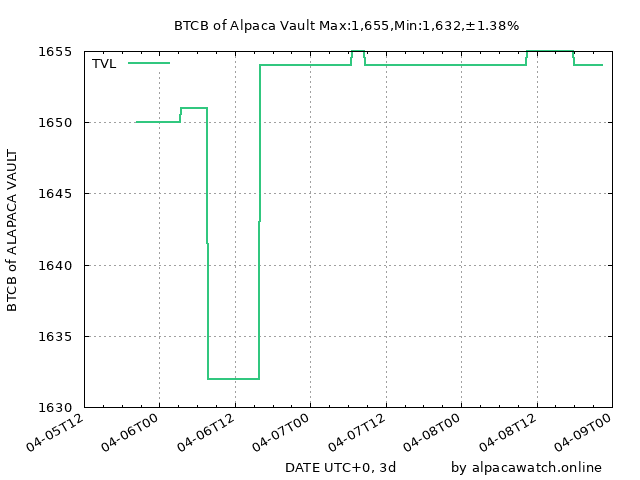 BTCB of Alpaca Vault Max:1,655,Min:1,632,±1.38%
TVL
1655
1650
1645
1640
1635
1630
BTCB of ALAPACA VAULT
04-05T12
04-06T00
04-06T12
04-07T00
04-07T12
04-08T00
04-08T12
04-09T00
DATE UTC+0, 3d
by alpacawatch.online